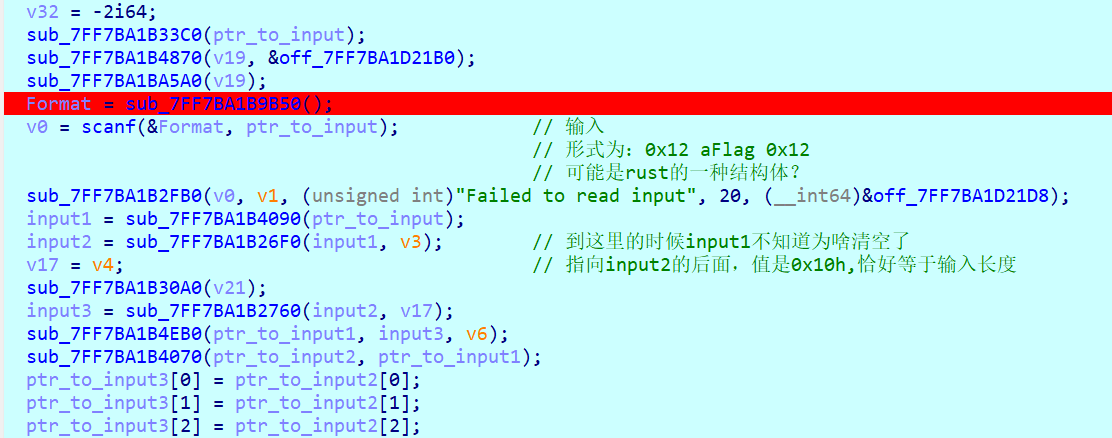 v32 = -2i64;
sub_7FF7BA1B33C0(ptr_to_input);
sub_7FF7BA1B4870(v19, &off_7FF7BA1D21B0);
sub_7FF7BA1BA5A0(v19);
Format = sub_7FF7BA1B9B50();
v0 = scanf(&Format, ptr_to_input); // 输入
// 形式为：0x12 aFlag 0x12
// 可能是rust的一种结构体？
sub_7FF7BA1B2FB0(v0, v1, (unsigned int)"Failed to read input", 20, (__int64)&off_7FF7BA1D21D8);
input1 = sub_7FF7BA1B4090(ptr_to_input);
input2 = sub_7FF7BA1B26F0(input1, v3); // 到这里的时候input1不知道为啥清空了
v17 = v4; // 指向input2的后面，值是0x10h,恰好等于输入长度
sub_7FF7BA1B30A0(v21);
input3 = sub_7FF7BA1B2760(input2, v17);
sub_7FF7BA1B4EB0(ptr_to_input1, input3, v6);
sub_7FF7BA1B4070(ptr_to_input2, ptr_to_input1);
ptr_to_input3[0] = ptr_to_input2[0];
ptr_to_input3[1] = ptr_to_input2[1];
ptr_to_input3[2] = ptr_to_input2[2];